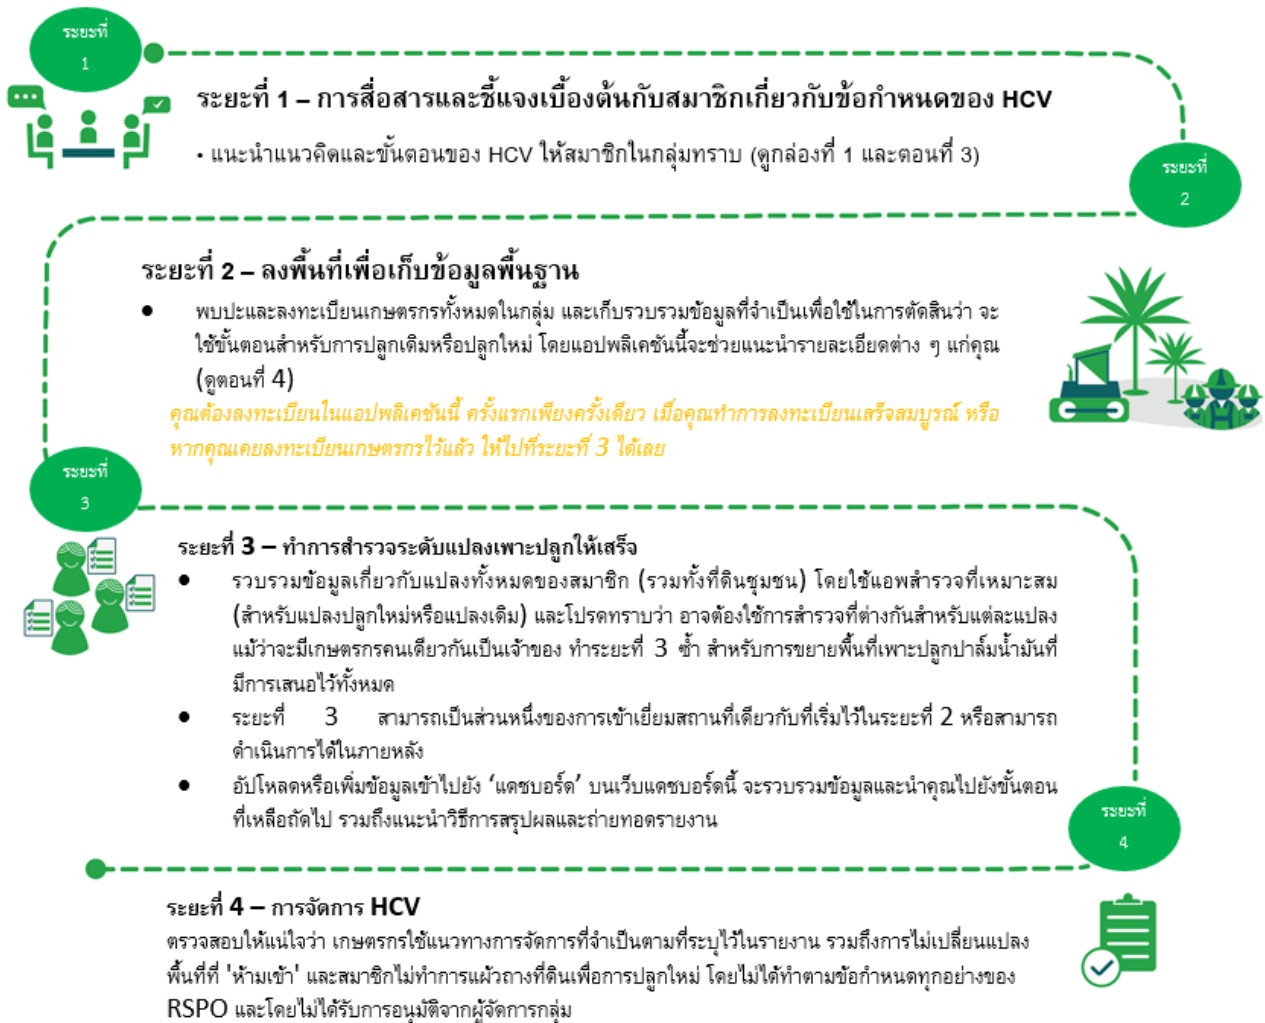 ระยะที่
1
ระยะที่ 1 – การสื่อสารและชี้แจงเบื้องต้นกับสมาชิกเกี่ยวกับข้อกำหนดของ HCV
• แนะนำแนวคิดและขั้นตอนของ HCV ให้สมาชิกในกลุ่มทราบ (ดูกล่องที่ 1 และตอนที่ 3)
ระยะที่
2
ระยะที่ 2 – ลงพื้นที่เพื่อเก็บข้อมูลพื้นฐาน
● พบปะและลงทะเบียนเกษตรกรทั้งหมดในกลุ่ม และเก็บรวบรวมข้อมูลที่จำเป็นเพื่อใช้ในการตัดสินว่า จะ
ใช้ขั้นตอนสำหรับการปลูกเดิมหรือปลูกใหม่ โดยแอปพลิเคชันนี้จะช่วยแนะนำรายละเอียดต่าง ๆ แก่คุณ
(ดูตอนที่ 4)
คุณต้องลงทะเบียนในแอปพลิเคชันนี้ ครั้งแรกเพียงครั้งเดียว เมื่อคุณทำการลงทะเบียนเสร็จสมบูรณ์ หรือ
หากคุณเคยลงทะเบียนเกษตรกรไว้แล้ว ให้ไปที่ระยะที่ 3 ได้เลย
ระยะที่
3
ระยะที่ 3 – ทำการสำรวจระดับแปลงเพาะปลูกให้เสร็จ
● รวบรวมข้อมูลเกี่ยวกับแปลงทั้งหมดของสมาชิก (รวมทั้งที่ดินชุมชน) โดยใช้แอพสำรวจที่เหมาะสม
(สำหรับแปลงปลูกใหม่หรือแปลงเดิม) และโปรดทราบว่า อาจต้องใช้การสำรวจที่ต่างกันสำหรับแต่ละแปลง
แม้ว่าจะมีเกษตรกรคนเดียวกันเป็นเจ้าของ ทำระยะที่ 3 ซ้ำ สำหรับการขยายพื้นที่เพาะปลูกปาล์มน้ำมันที่
มีการเสนอไว้ทั้งหมด
● ระยะที่ 3 สามารถเป็นส่วนหนึ่งของการเข้าเยี่ยมสถานที่เดียวกับที่เริ่มไว้ในระยะที่ 2 หรือสามารถ
ดำเนินการได้ในภายหลัง
● อัปโหลดหรือเพิ่มข้อมูลเข้าไปยัง ‘แดชบอร์ด’ บนเว็บแดชบอร์ดนี้ จะรวบรวมข้อมูลและนำคุณไปยังขั้นตอน
ที่เหลือถัดไป รวมถึงแนะนำวิธีการสรุปผลและถ่ายทอดรายงาน
ระยะที่
4
ระยะที่ 4 – การจัดการ HCV
ตรวจสอบให้แน่ใจว่า เกษตรกรใช้แนวทางการจัดการที่จำเป็นตามที่ระบุไว้ในรายงาน รวมถึงการไม่เปลี่ยนแปลง
พื้นที่ที่ 'ห้ามเข้า' และสมาชิกไม่ทำการแผ้วถางที่ดินเพื่อการปลูกใหม่ โดยไม่ได้ทำตามข้อกำหนดทุกอย่างของ
RSPO และโดยไม่ได้รับการอนุมัติจากผู้จัดการกลุ่ม